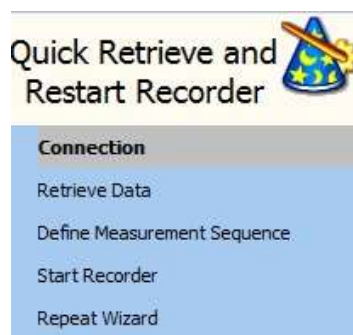 Quick Retrieve and
Restart Recorder
Connection
Retrieve Data
Define Measurement Sequence
Start Recorder
Repeat Wizard